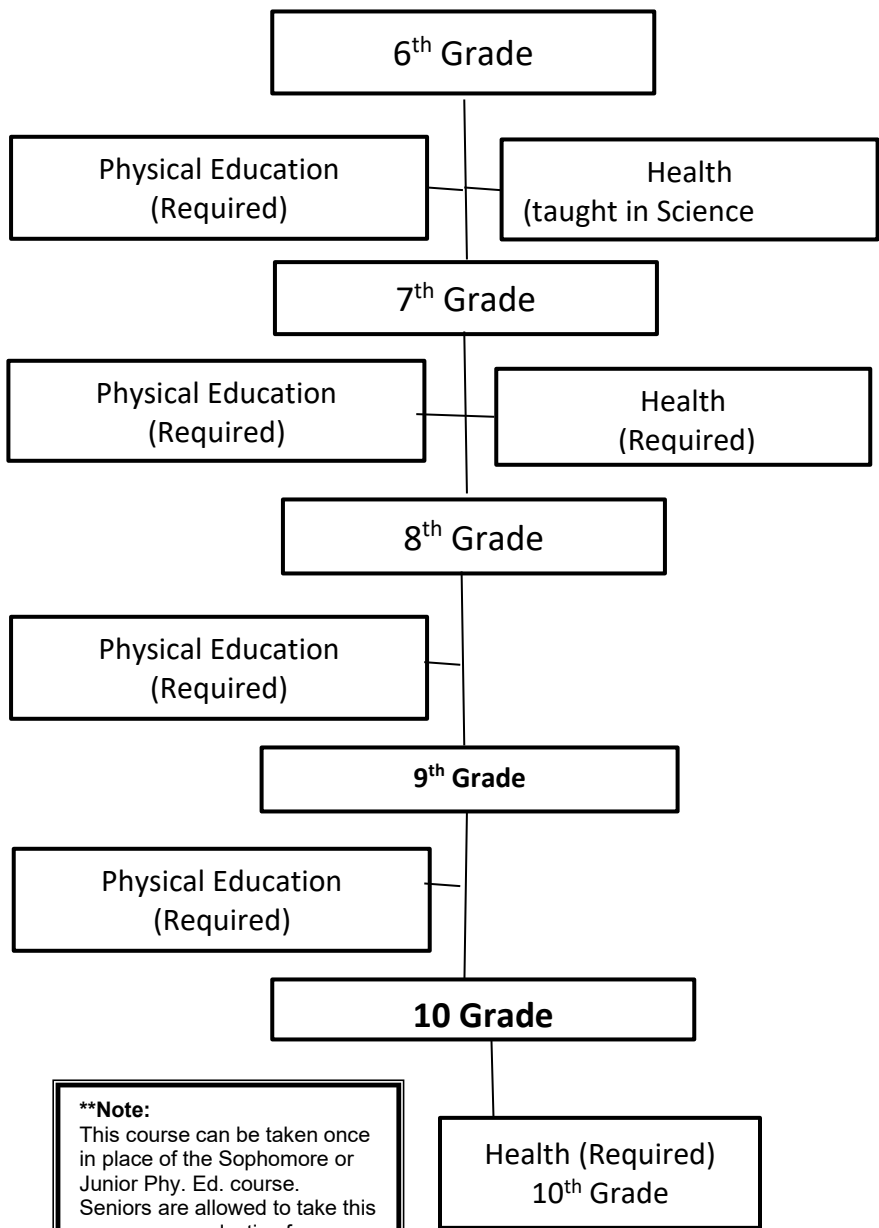 6th Grade
Physical Education
(Required)
Health
(taught in Science
7th Grade
Physical Education
(Required)
Health
(Required)
8th Grade
Physical Education
(Required)
9th Grade
Physical Education
(Required)
10 Grade
**Note:
This course can be taken once
in place of the Sophomore or
Junior Phy. Ed. course.
Seniors are allowed to take this
Health (Required)
10th Grade